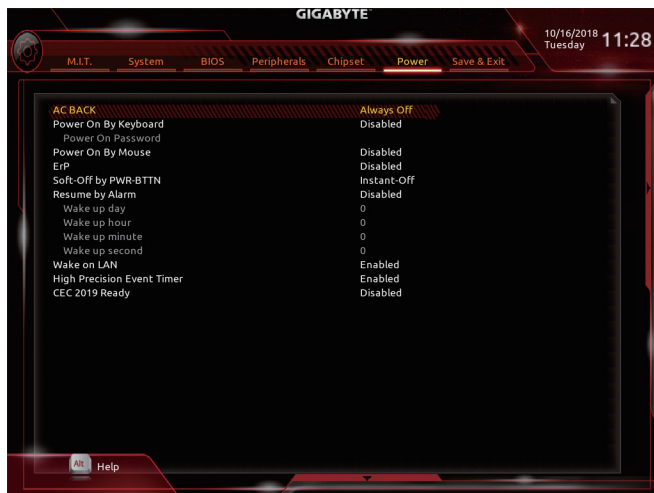 GIGABYTE™
10/16/2018
Tuesday
11:28
M.I.T. System BIOS Peripherals Chipset Power Save & Exit
AC BACK Always Off
Power On By Keyboard Disabled
Power On Password
Power On By Mouse Disabled
ErP Disabled
Soft-Off by PWR-BTTN Instant-Off
Resume by Alarm Disabled
Wake up day 0
Wake up hour 0
Wake up minute 0
Wake up second 0
Wake on LAN Enabled
High Precision Event Timer Enabled
CEC 2019 Ready Disabled
Alt Help